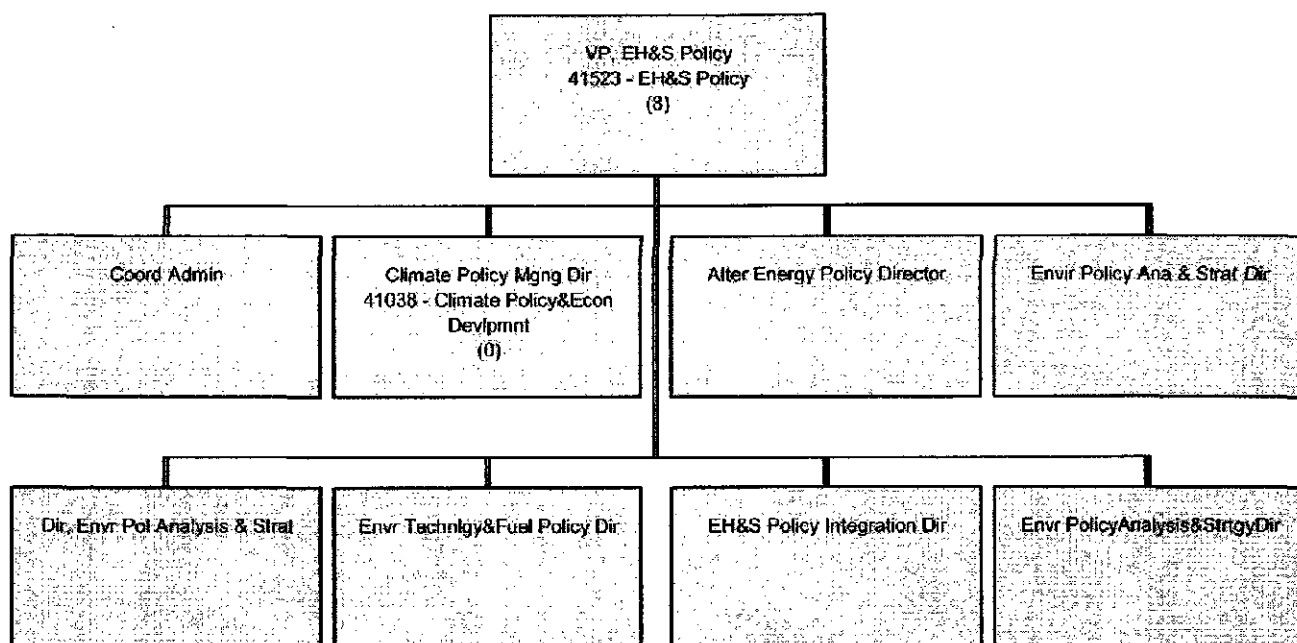 VP, EH&S Policy
41523 - EH&S Policy
(8)
Coord Admin
Climate Policy Mgng Dir
41038 - Climate Policy&Econ
Devlpmnt
(0)
Alter Energy Policy Director
Envir Policy Ana & Strat Dir
Dir, Envr Pol Analysis & Strat
Envr Technlgy&Fuel Policy Dir
EH&S Policy Integration Dir
Envr PolicyAnalysis&StrtgyDir